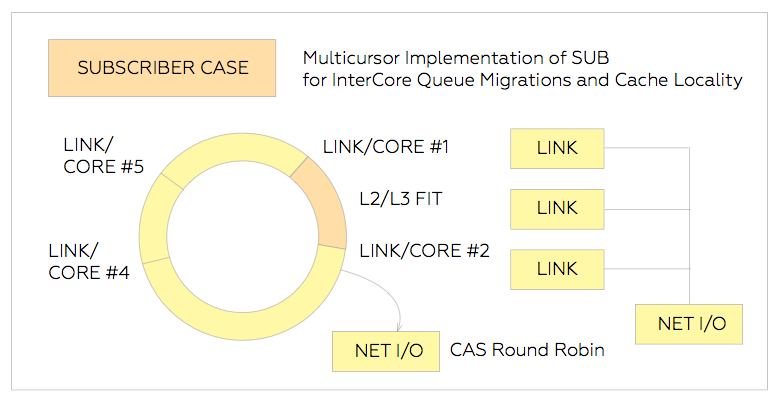 SUBSCRIBER CASE
Multicursor Implementation of SUB
for InterCore Queue Migrations and Cache Locality
LINK/
CORE #5
LINK/CORE #1
L2/L3 FIT
LINK/
CORE #4
LINK/CORE #2
NET I/O
CAS Round Robin
LINK
LINK
LINK
NET I/O